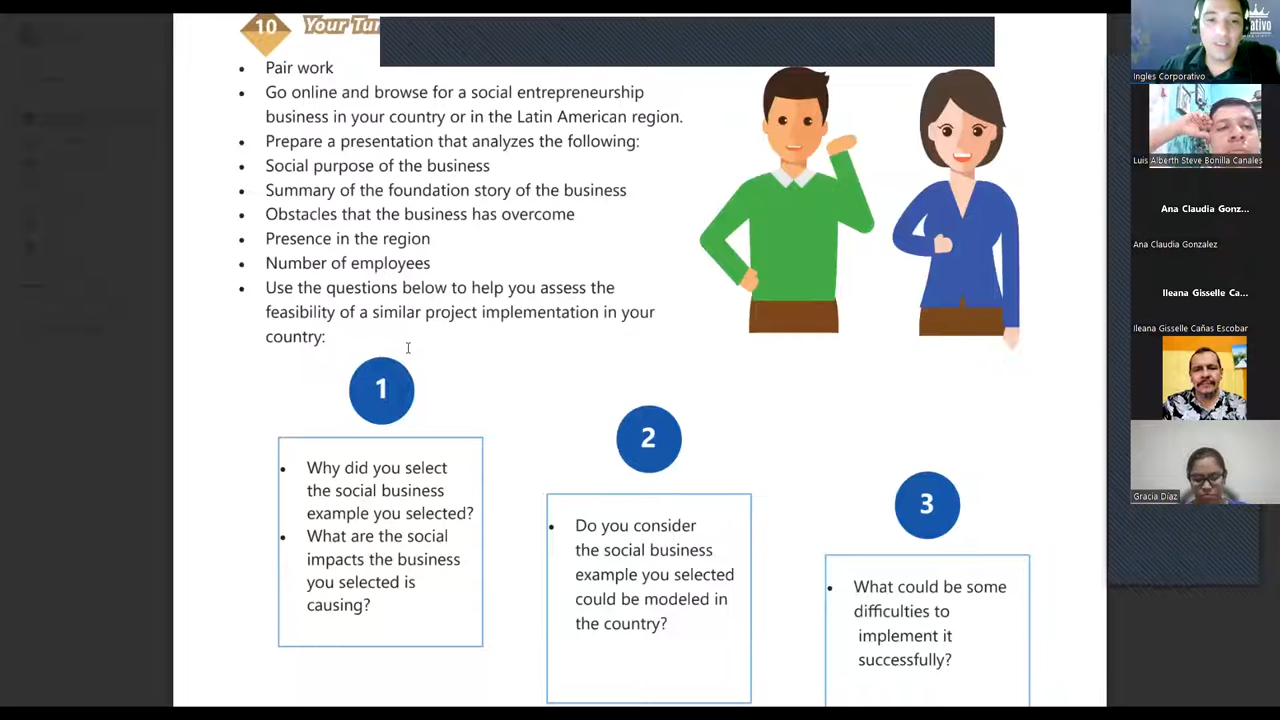 10
Your Tur
• Pair work
• Go online and browse for a social entrepreneurship
business in your country or in the Latin American region.
• Prepare a presentation that analyzes the following:
• Social purpose of the business
• Summary of the foundation story of the business
• Obstacles that the business has overcome
• Presence in the region
• Number of employees
• Use the questions below to help you assess the
feasibility of a similar project implementation in your
country:
1
• Why did you select
the social business
example you selected?
• What are the social
impacts the business
you selected is
causing?
2
• Do you consider
the social business
example you selected
could be modeled in
the country?
3
• What could be some
difficulties to
implement it
successfully?
ativo
Ingles Corporativo
Luis Alberth Steve Bonilla Canales
Ana Claudia Gonz...
Ana Claudia Gonzalez
Ileana Gisselle Ca...
Ileana Gisselle Cañas Escobar
Gracia Díaz